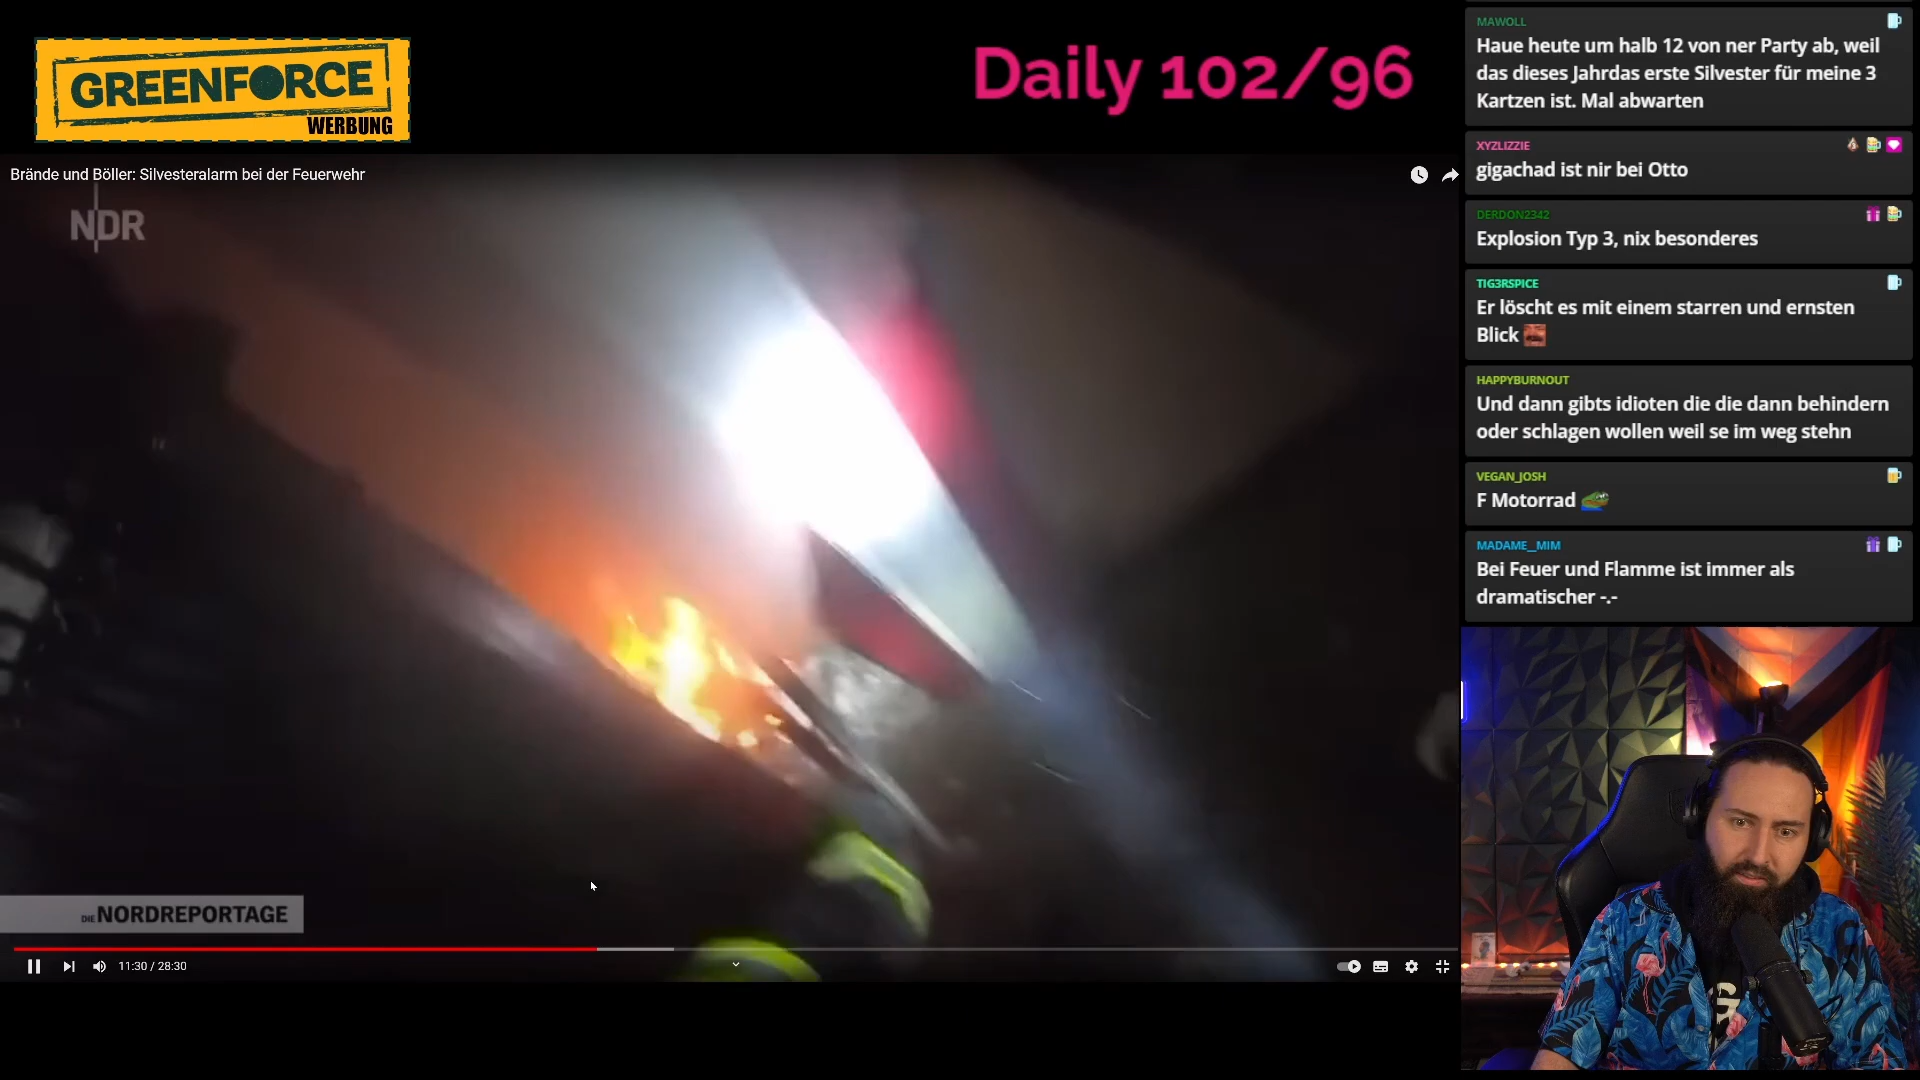 GREENFORCE
WERBUNG
Daily 102/96
Brände und Böller: Silvesteralarm bei der Feuerwehr
NDR
DIE NORDREPORTAGE
11:30 / 28:30
MAWOLL
Haue heute um halb 12 von ner Party ab, weil
das dieses Jahrdas erste Silvester für meine 3
Kartzen ist. Mal abwarten
XYZLIZZIE
gigachad ist nir bei Otto
DERDON2342
Explosion Typ 3, nix besonderes
TIG3RSPICE
Er löscht es mit einem starren und ernsten
Blick
HAPPYBURNOUT
Und dann gibts idioten die die dann behindern
oder schlagen wollen weil se im weg stehn
VEGAN_JOSH
F Motorrad
MADAME__MIM
Bei Feuer und Flamme ist immer als
dramatischer -.-
G